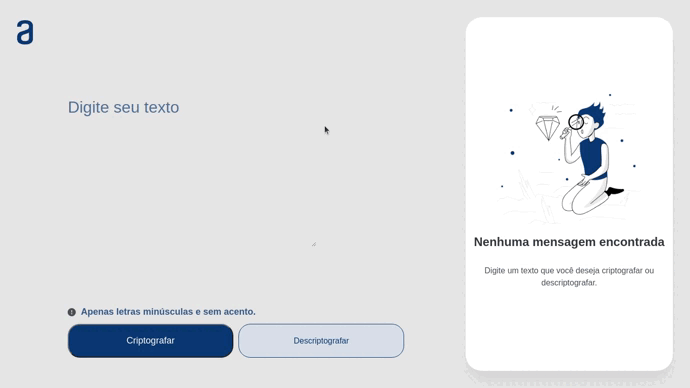 a
Digite seu texto
Apenas letras minúsculas e sem acento.
Criptografar
Descriptografar
Nenhuma mensagem encontrada
Digite um texto que você deseja criptografar ou
descriptografar.